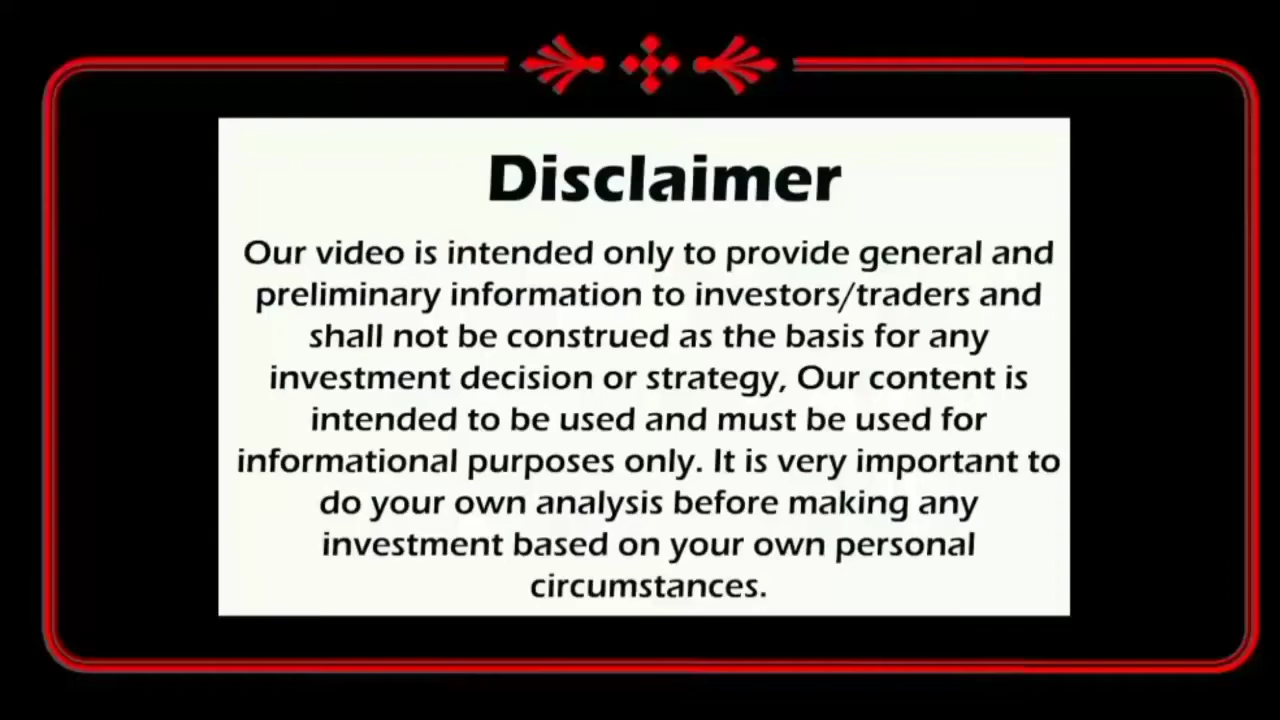 Disclaimer
Our video is intended only to provide general and
preliminary information to investors/traders and
shall not be construed as the basis for any
investment decision or strategy, Our content is
intended to be used and must be used for
informational purposes only. It is very important to
do your own analysis before making any
investment based on your own personal
circumstances.